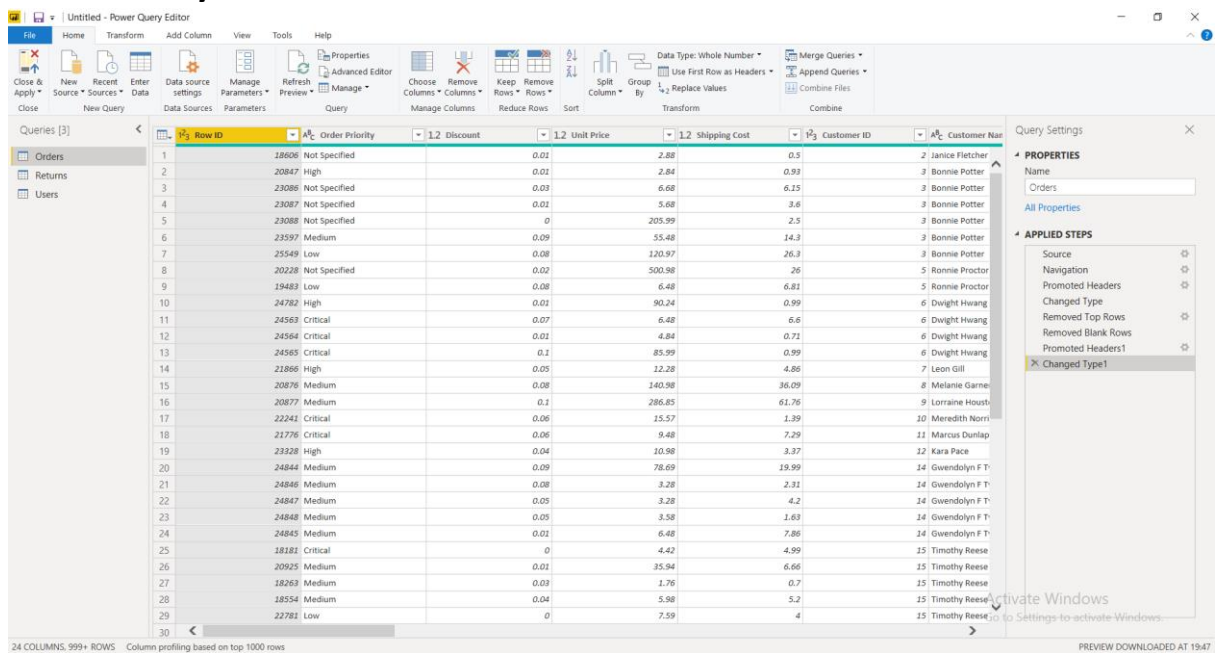 Untitled - Power Query Editor
File Home Transform Add Column View Tools Help
Close & Apply New Source Recent Sources Enter Data Data source settings Manage Parameters Refresh Preview Properties Advanced Editor Manage Choose Columns Remove Columns Keep Rows Remove Rows Split Column Group By Data Type: Whole Number Use First Row as Headers Replace Values Merge Queries Append Queries Combine Files
Close New Query Data Sources Parameters Query Manage Columns Reduce Rows Sort Transform Combine
Queries [3]
Orders
Returns
Users
Row ID Order Priority 1.2 Discount 1.2 Unit Price 1.2 Shipping Cost Customer ID Customer Nar
1 18606 Not Specified 0.01 2.88 0.5 2 Janice Fletcher
2 20847 High 0.01 2.84 0.93 3 Bonnie Potter
3 23086 Not Specified 0.03 6.68 6.15 3 Bonnie Potter
4 23087 Not Specified 0.01 5.68 3.6 3 Bonnie Potter
5 23088 Not Specified 0 205.99 2.5 3 Bonnie Potter
6 23597 Medium 0.09 55.48 14.3 3 Bonnie Potter
7 25549 Low 0.08 120.97 26.3 3 Bonnie Potter
8 20228 Not Specified 0.02 500.98 26 5 Ronnie Proctor
9 19483 Low 0.08 6.48 6.81 5 Ronnie Proctor
10 24782 High 0.01 90.24 0.99 6 Dwight Hwang
11 24563 Critical 0.07 6.48 6.6 6 Dwight Hwang
12 24564 Critical 0.01 4.84 0.71 6 Dwight Hwang
13 24565 Critical 0.1 85.99 0.99 6 Dwight Hwang
14 21866 High 0.05 12.28 4.86 7 Leon Gill
15 20876 Medium 0.08 140.98 36.09 8 Melanie Garne
16 20877 Medium 0.1 286.85 61.76 9 Lorraine Houst
17 22241 Critical 0.06 15.57 1.39 10 Meredith Norri
18 21776 Critical 0.06 9.48 7.29 11 Marcus Dunlap
19 23328 High 0.04 10.98 3.37 12 Kara Pace
20 24844 Medium 0.09 78.69 19.99 14 Gwendolyn F T
21 24846 Medium 0.08 3.28 2.31 14 Gwendolyn F T
22 24847 Medium 0.05 3.28 4.2 14 Gwendolyn F T
23 24848 Medium 0.05 3.58 1.63 14 Gwendolyn F T
24 24845 Medium 0.01 6.48 7.86 14 Gwendolyn F T
25 18181 Critical 0 4.42 4.99 15 Timothy Reese
26 20925 Medium 0.01 35.94 6.66 15 Timothy Reese
27 18263 Medium 0.03 1.76 0.7 15 Timothy Reese
28 18554 Medium 0.04 5.98 5.2 15 Timothy Reese
29 22781 Low 0 7.59 4 15 Timothy Reese
30
Query Settings
PROPERTIES
Name
Orders
All Properties
APPLIED STEPS
Source
Navigation
Promoted Headers
Changed Type
Removed Top Rows
Removed Blank Rows
Promoted Headers1
Changed Type1
Activate Windows
Go to Settings to activate Windows.
24 COLUMNS, 999+ ROWS Column profiling based on top 1000 rows PREVIEW DOWNLOADED AT 19:47